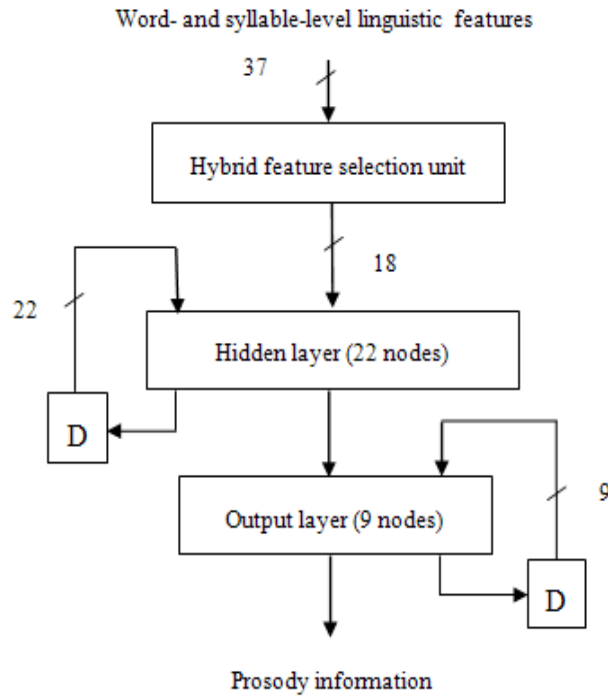 Word- and syllable-level linguistic features
37
Hybrid feature selection unit
18
22
Hidden layer (22 nodes)
D
9
Output layer (9 nodes)
D
Prosody information